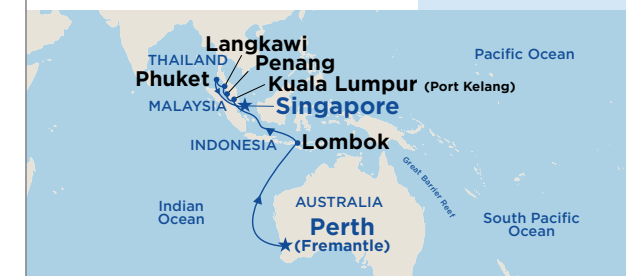 Langkawi
Pacific Ocean
THAILAND
Penang
Phuket
Kuala Lumpur (Port Kelang)
MALAYSIA
Singapore
INDONESIA
Lombok
Great Barrier Reef
Indian
Ocean
AUSTRALIA
South Pacific
Ocean
Perth
(Fremantle)